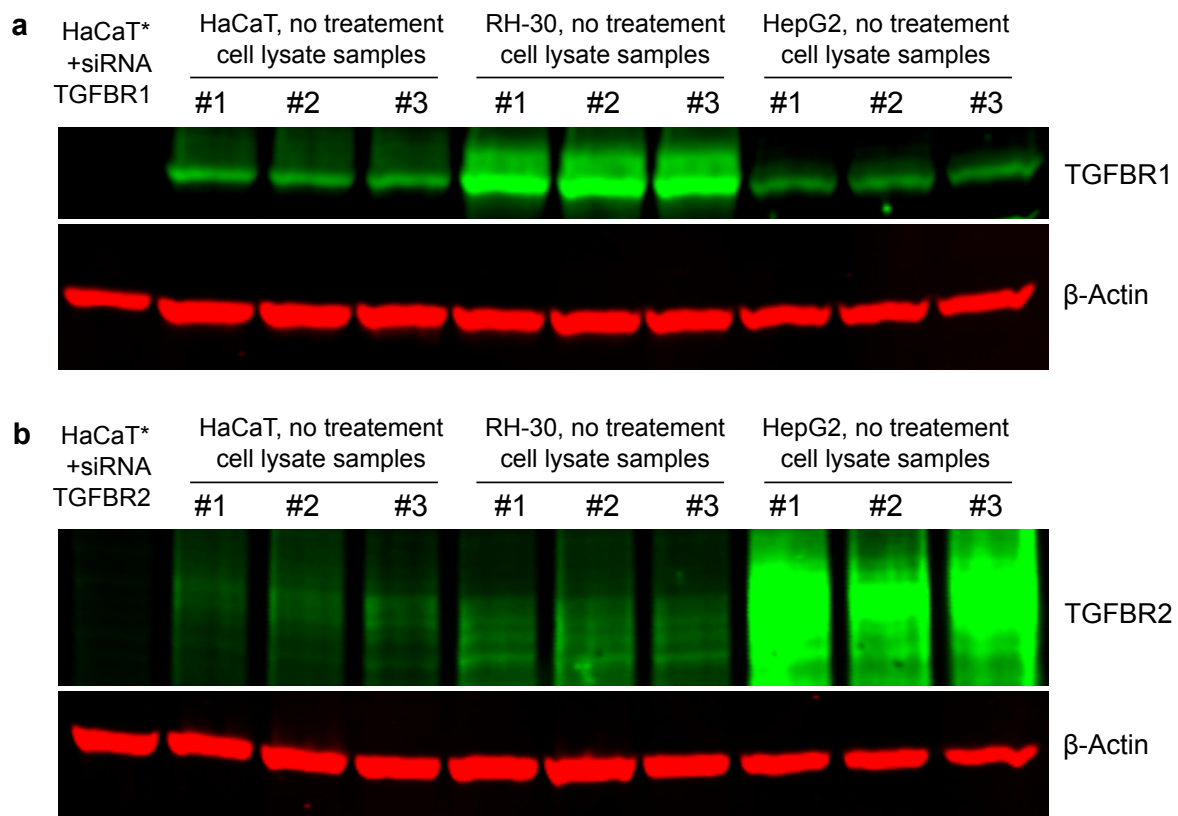 a
HaCaT*
+siRNA
TGFBR1
HaCaT, no treatement
cell lysate samples
RH-30, no treatement
cell lysate samples
HepG2, no treatement
cell lysate samples
#1 #2 #3 #1 #2 #3 #1 #2 #3
TGFBR1
β-Actin
b
HaCaT*
+siRNA
TGFBR2
HaCaT, no treatement
cell lysate samples
RH-30, no treatement
cell lysate samples
HepG2, no treatement
cell lysate samples
#1 #2 #3 #1 #2 #3 #1 #2 #3
TGFBR2
β-Actin